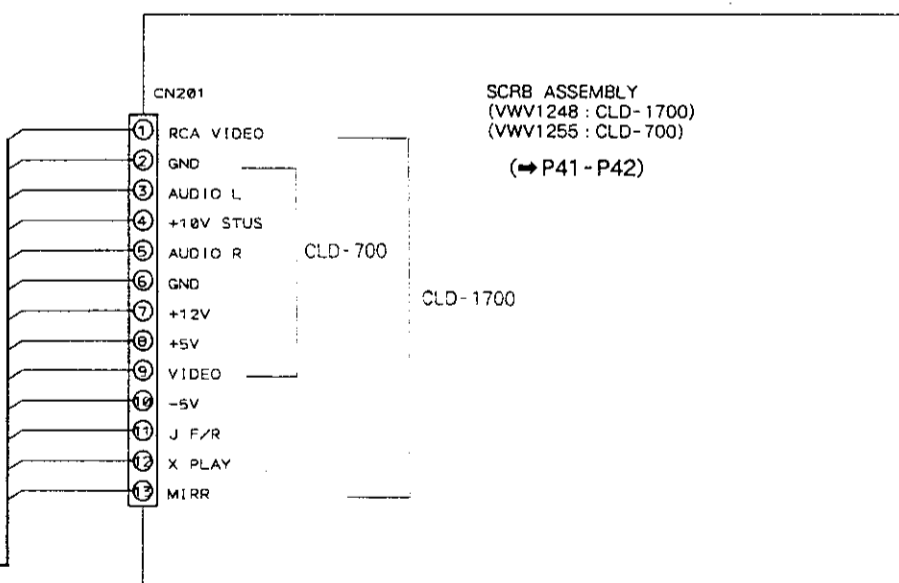 CN201
SCRB ASSEMBLY
(VWV1248 : CLD-1700)
(VWV1255 : CLD-700)
(➡ P41 - P42)
1 RCA VIDEO
2 GND
3 AUDIO L
4 +10V STUS
5 AUDIO R
6 GND
7 +12V
8 +5V
9 VIDEO
10 -5V
11 J F/R
12 X PLAY
13 MIRR
CLD-700
CLD-1700